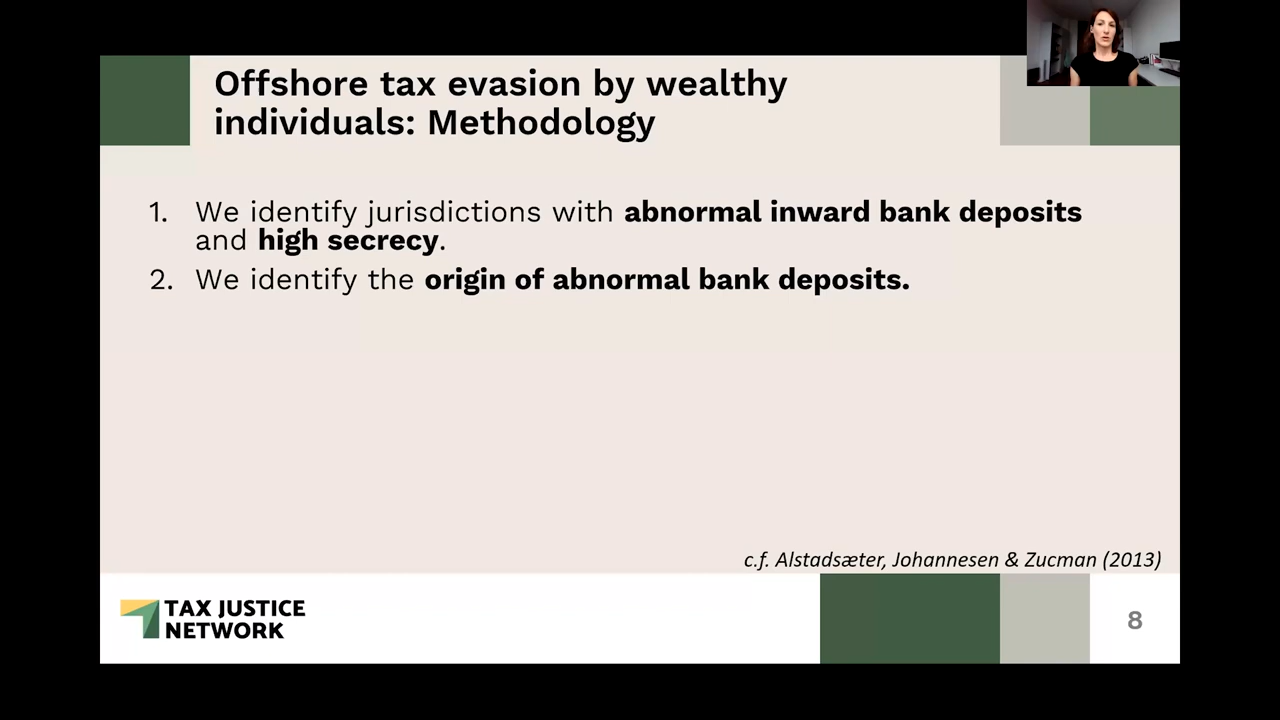 Offshore tax evasion by wealthy
individuals: Methodology
1. We identify jurisdictions with abnormal inward bank deposits
and high secrecy.
2. We identify the origin of abnormal bank deposits.
c.f. Alstadsæter, Johannesen & Zucman (2013)
TAX JUSTICE
NETWORK
8